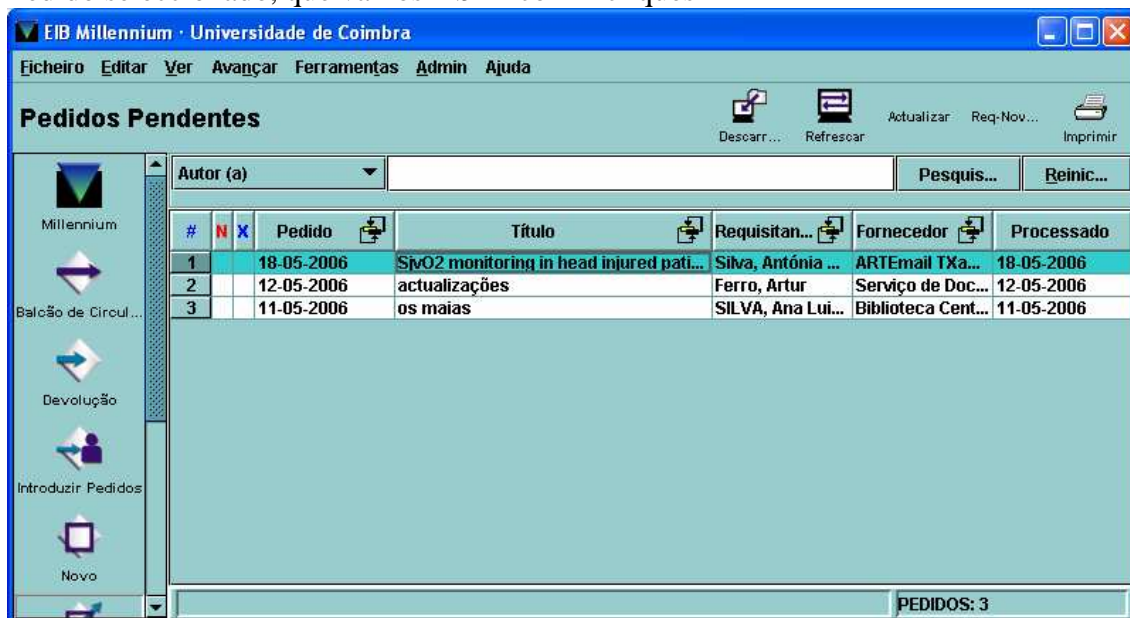 EIB Millennium · Universidade de Coimbra
Ficheiro Editar Ver Avançar Ferramentas Admin Ajuda
Pedidos Pendentes
Descarr... Refrescar Actualizar Req-Nov... Imprimir
Autor (a) Pesquis... Reinic...
Millennium
Balcão de Circul...
Devolução
Introduzir Pedidos
Novo
# N X Pedido Título Requisitan... Fornecedor Processado
1 18-05-2006 SjvO2 monitoring in head injured pati... Silva, Antónia ... ARTEmail TXa... 18-05-2006
2 12-05-2006 actualizações Ferro, Artur Serviço de Doc... 12-05-2006
3 11-05-2006 os maias SILVA, Ana Lui... Biblioteca Cent... 11-05-2006
PEDIDOS: 3